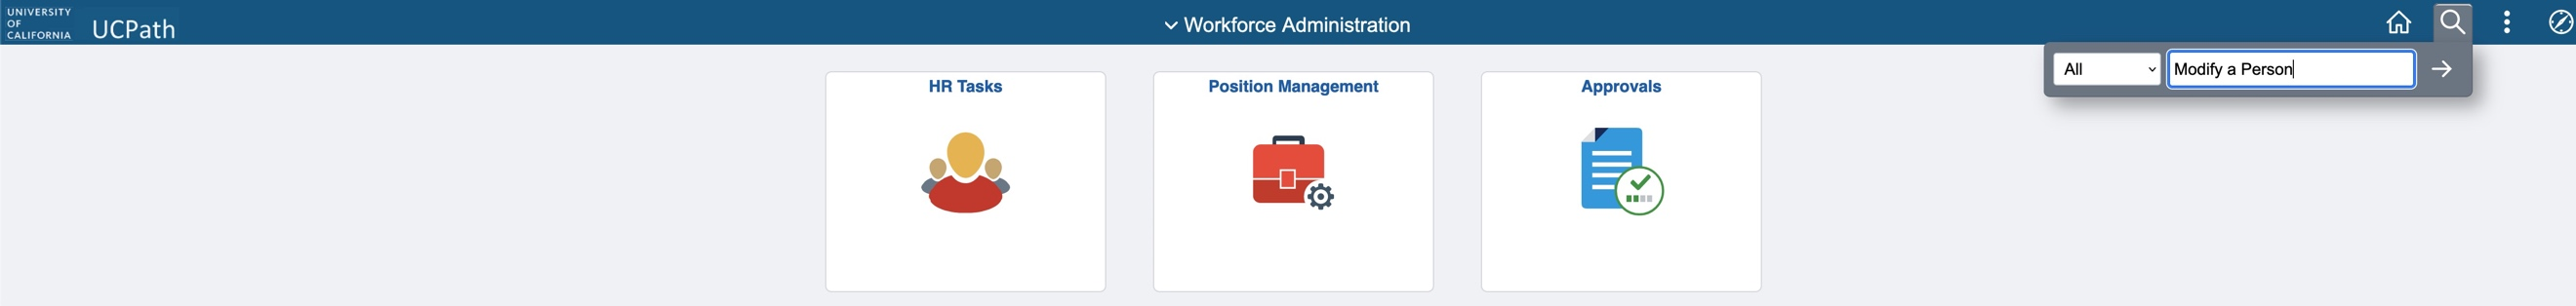 UNIVERSITY
OF
CALIFORNIA
UCPath
Workforce Administration
All
Modify a Person
HR Tasks
Position Management
Approvals